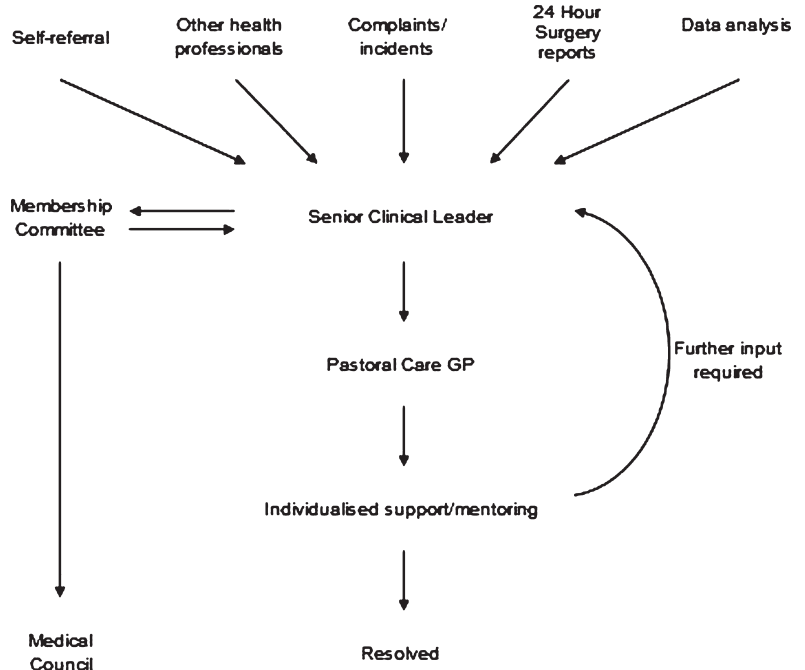 Self-referral
Other health
professionals
Complaints/
incidents
24 Hour
Surgery
reports
Data analysis
Membership
Committee
Senior Clinical Leader
Further input
required
Pastoral Care GP
Individualised support/mentoring
Medical
Council
Resolved